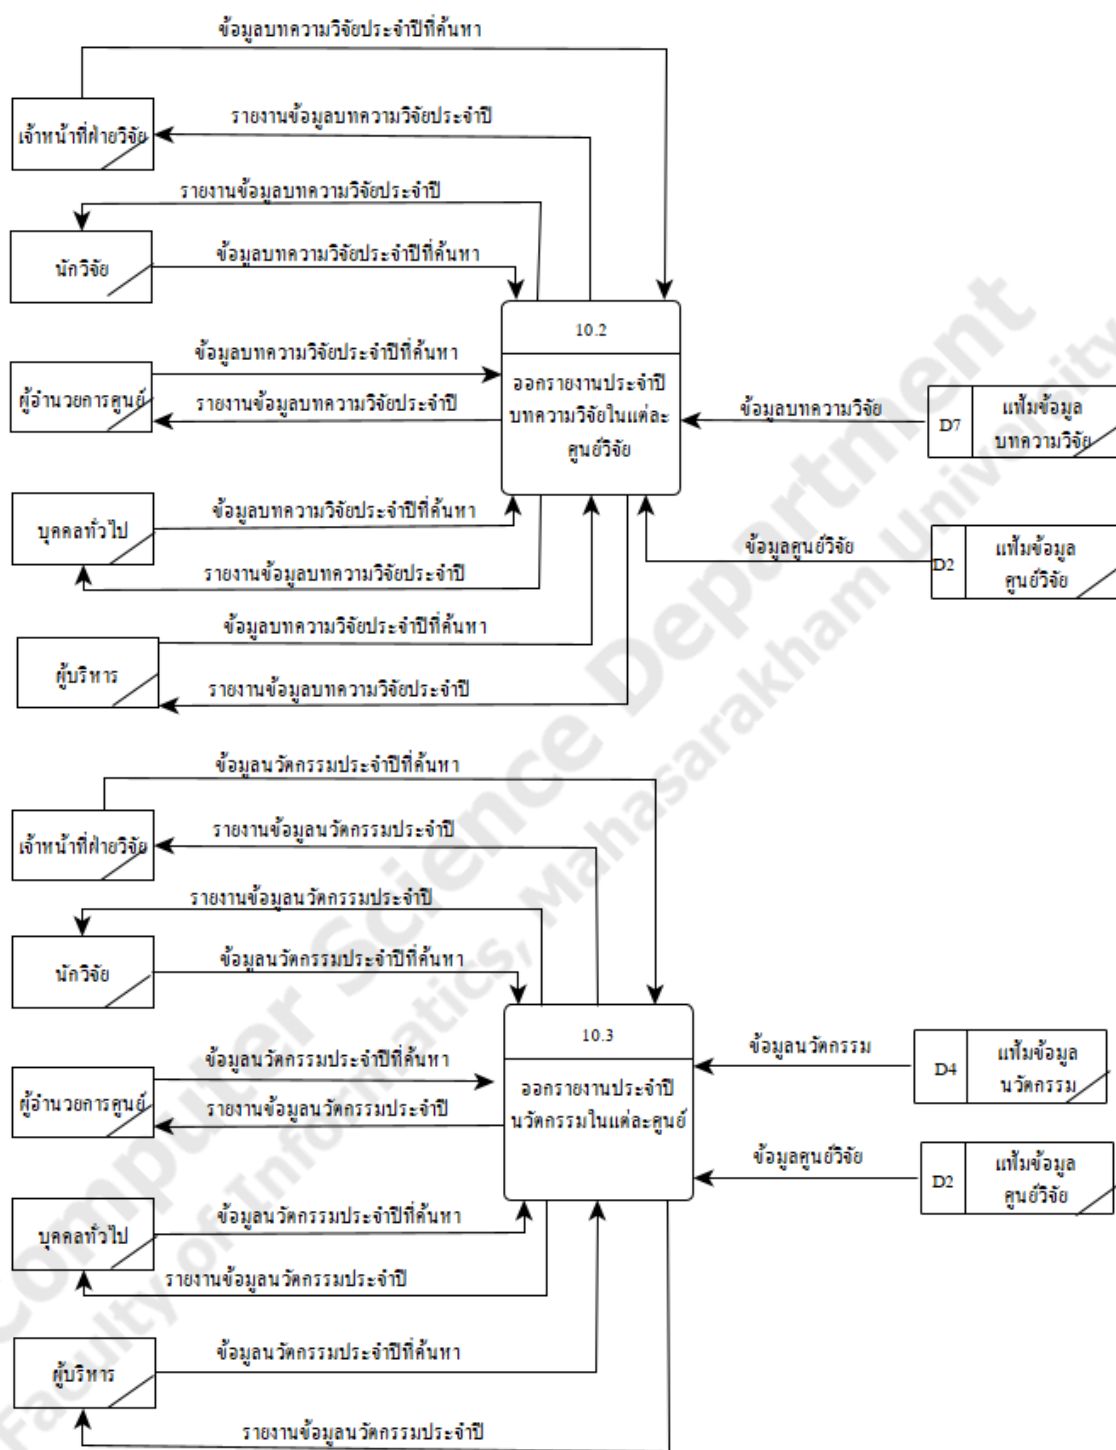 ข้อมูลบทความวิจัยประจำปีที่ค้นหา
รายงานข้อมูลบทความวิจัยประจำปี
เจ้าหน้าที่ฝ่ายวิจัย
รายงานข้อมูลบทความวิจัยประจำปี
ข้อมูลบทความวิจัยประจำปีที่ค้นหา
นักวิจัย
10.2
ออกรายงานประจำปี
บทความวิจัยในแต่ละ
ศูนย์วิจัย
ข้อมูลบทความวิจัยประจำปีที่ค้นหา
ผู้อำนวยการศูนย์
รายงานข้อมูลบทความวิจัยประจำปี
ข้อมูลบทความวิจัย
D7
แฟ้มข้อมูล
บทความวิจัย
ข้อมูลบทความวิจัยประจำปีที่ค้นหา
บุคคลทั่วไป
รายงานข้อมูลบทความวิจัยประจำปี
ข้อมูลศูนย์วิจัย
D2
แฟ้มข้อมูล
ศูนย์วิจัย
ข้อมูลบทความวิจัยประจำปีที่ค้นหา
ผู้บริหาร
รายงานข้อมูลบทความวิจัยประจำปี
ข้อมูลนวัตกรรมประจำปีที่ค้นหา
รายงานข้อมูลนวัตกรรมประจำปี
เจ้าหน้าที่ฝ่ายวิจัย
รายงานข้อมูลนวัตกรรมประจำปี
ข้อมูลนวัตกรรมประจำปีที่ค้นหา
นักวิจัย
10.3
ออกรายงานประจำปี
นวัตกรรมในแต่ละศูนย์
ข้อมูลนวัตกรรมประจำปีที่ค้นหา
ผู้อำนวยการศูนย์
รายงานข้อมูลนวัตกรรมประจำปี
ข้อมูลนวัตกรรม
D4
แฟ้มข้อมูล
นวัตกรรม
ข้อมูลศูนย์วิจัย
D2
แฟ้มข้อมูล
ศูนย์วิจัย
ข้อมูลนวัตกรรมประจำปีที่ค้นหา
บุคคลทั่วไป
รายงานข้อมูลนวัตกรรมประจำปี
ข้อมูลนวัตกรรมประจำปีที่ค้นหา
ผู้บริหาร
รายงานข้อมูลนวัตกรรมประจำปี
Computer Science Department
Faculty of Informatics, Mahasarakham University